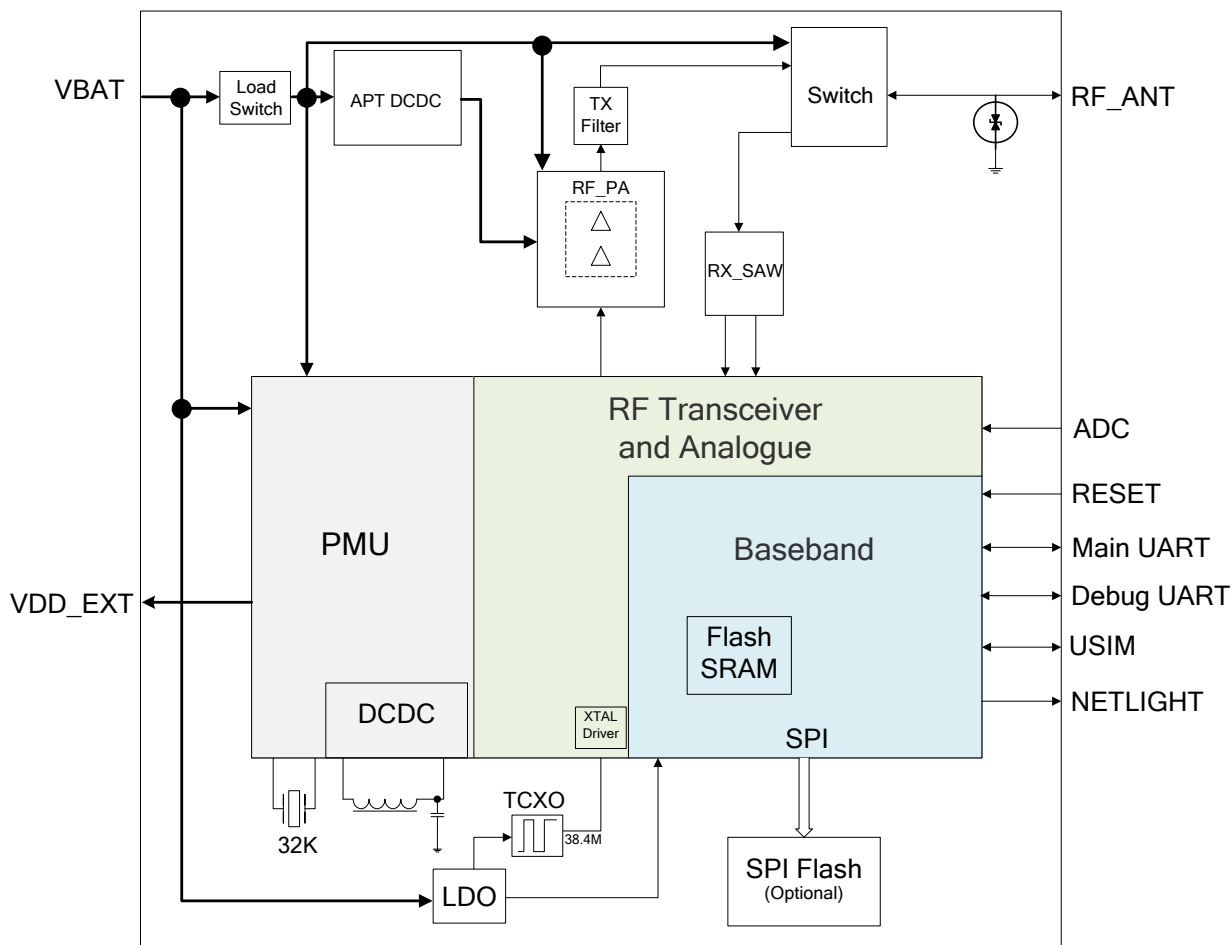 VBAT
Load
Switch
APT DCDC
TX
Filter
Switch
RF_ANT
RF_PA
RX_SAW
RF Transceiver
and Analogue
ADC
RESET
PMU
Baseband
Main UART
VDD_EXT
Debug UART
Flash
SRAM
USIM
NETLIGHT
DCDC
XTAL
Driver
SPI
TCXO
38.4M
32K
LDO
SPI Flash
(Optional)